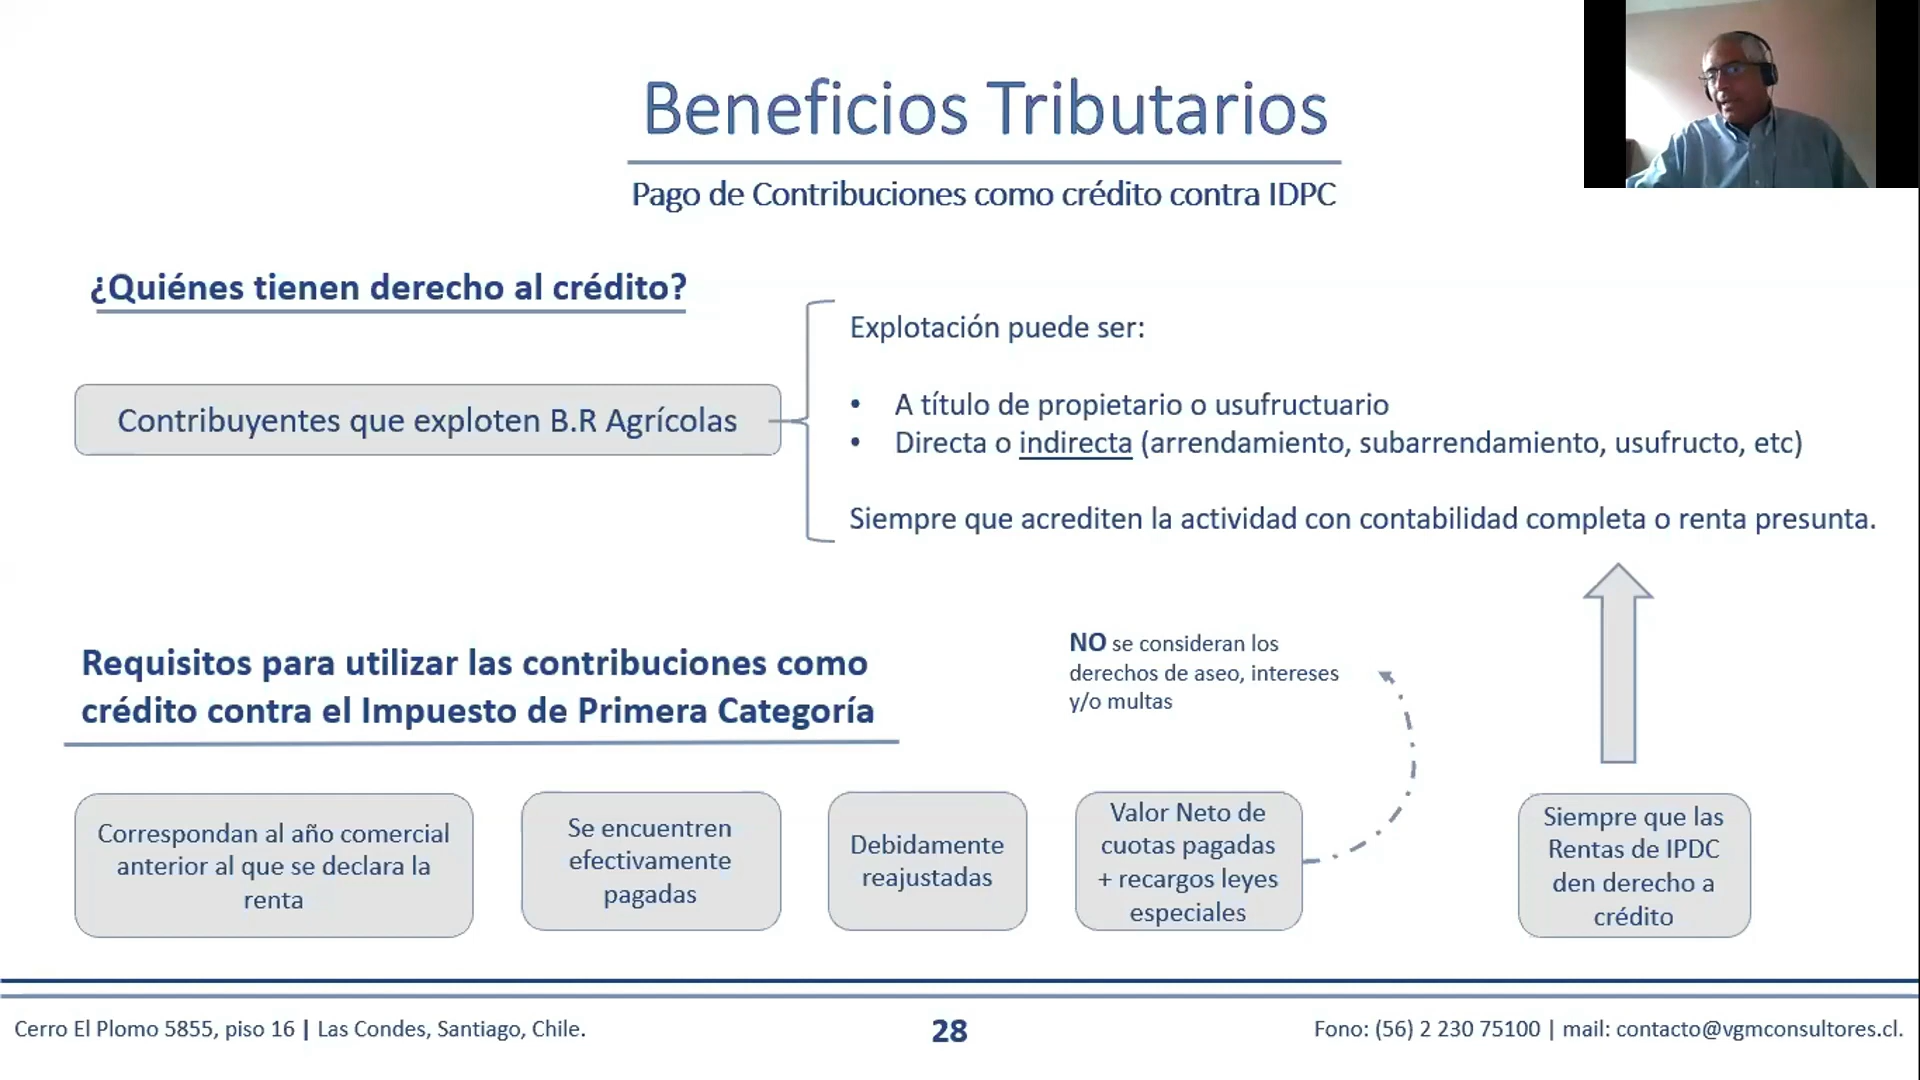 Beneficios Tributarios
Pago de Contribuciones como crédito contra IDPC
¿Quiénes tienen derecho al crédito?
Contribuyentes que exploten B.R Agrícolas
Explotación puede ser:
• A título de propietario o usufructuario
• Directa o indirecta (arrendamiento, subarrendamiento, usufructo, etc)
Siempre que acrediten la actividad con contabilidad completa o renta presunta.
Requisitos para utilizar las contribuciones como
crédito contra el Impuesto de Primera Categoría
NO se consideran los
derechos de aseo, intereses
y/o multas
Correspondan al año comercial
anterior al que se declara la
renta
Se encuentren
efectivamente
pagadas
Debidamente
reajustadas
Valor Neto de
cuotas pagadas
+ recargos leyes
especiales
Siempre que las
Rentas de IPDC
den derecho a
crédito
Cerro El Plomo 5855, piso 16 | Las Condes, Santiago, Chile.
28
Fono: (56) 2 230 75100 | mail: contacto@vgmconsultores.cl.